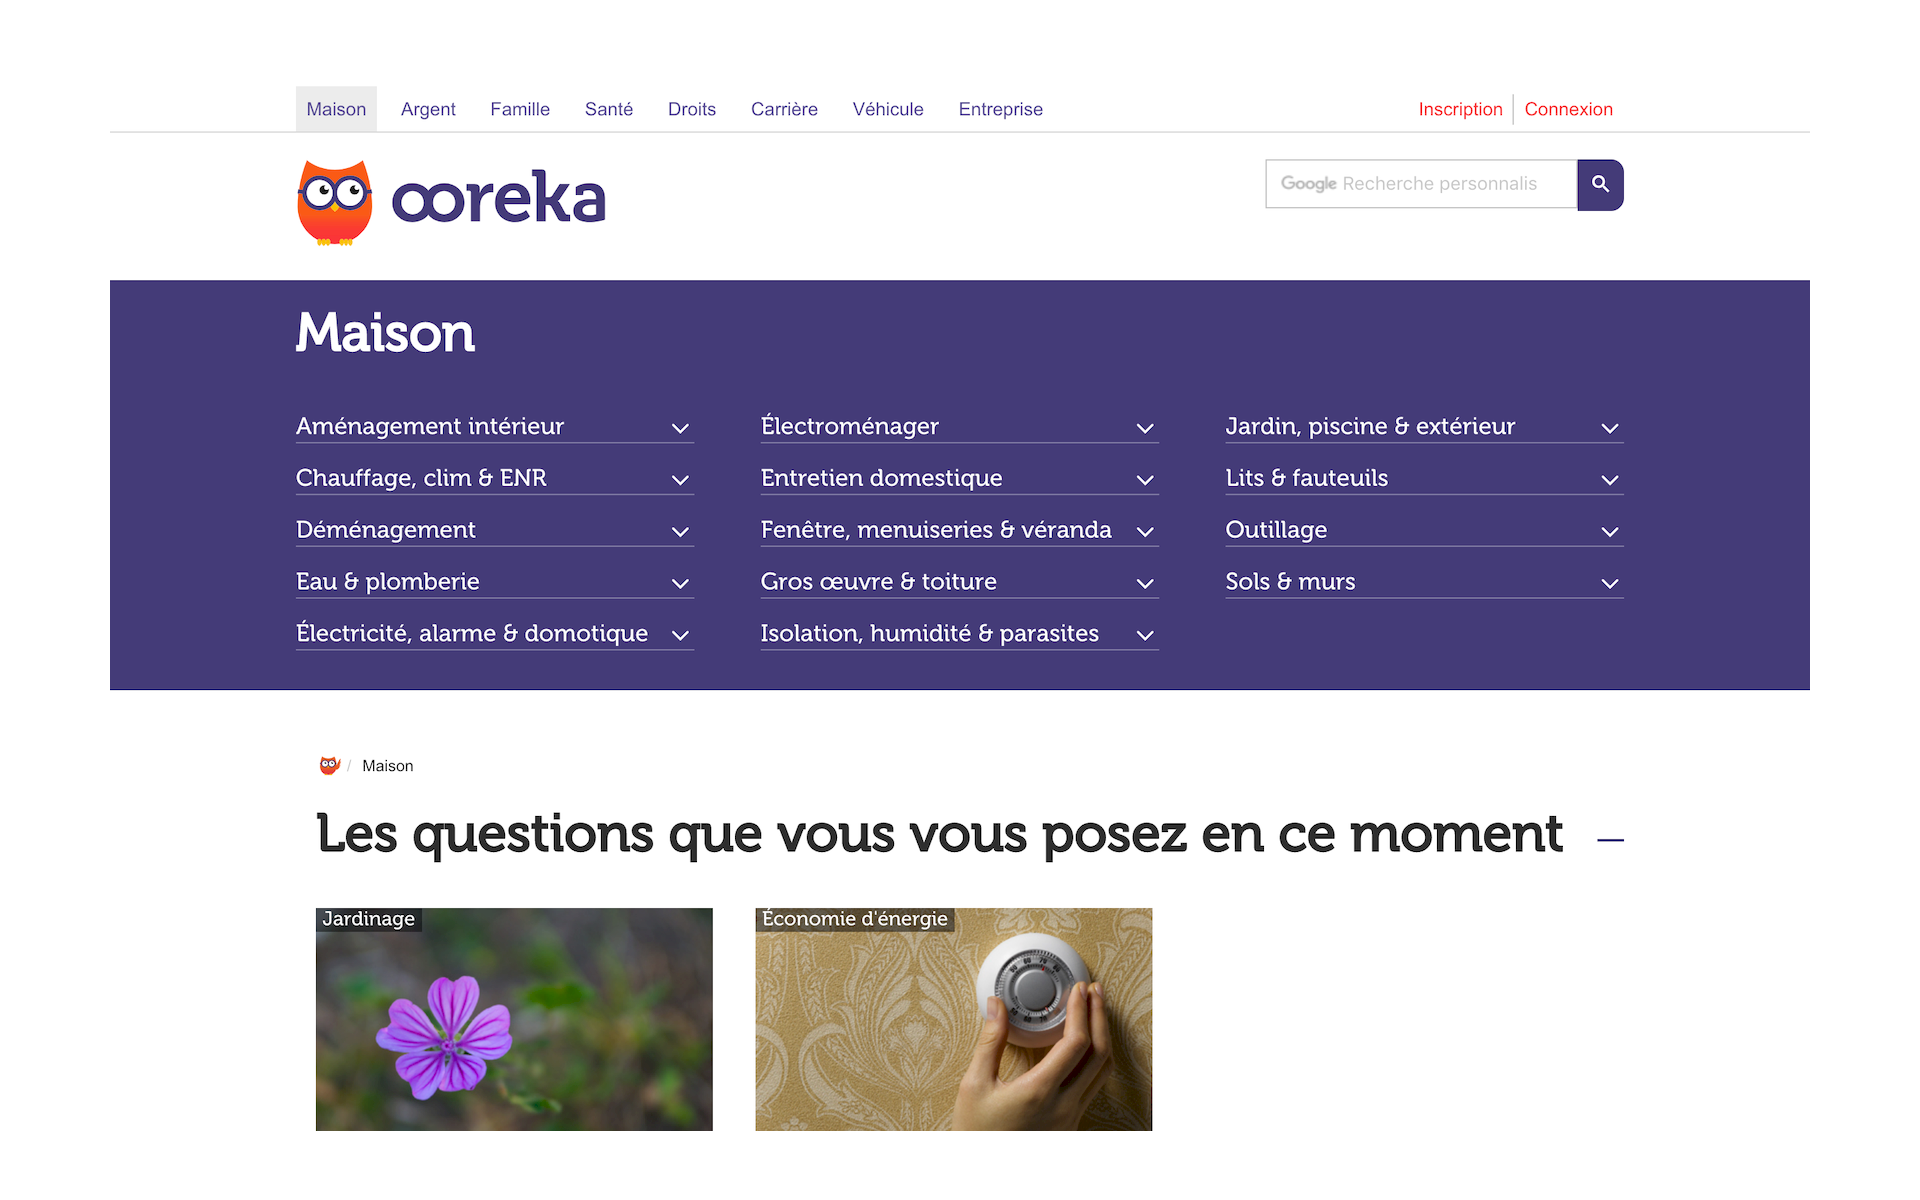 Maison Argent Famille Santé Droits Carrière Véhicule Entreprise Inscription Connexion
ooreka
Google Recherche personnalis
Maison
Aménagement intérieur
Chauffage, clim & ENR
Déménagement
Eau & plomberie
Électricité, alarme & domotique
Électroménager
Entretien domestique
Fenêtre, menuiseries & véranda
Gros œuvre & toiture
Isolation, humidité & parasites
Jardin, piscine & extérieur
Lits & fauteuils
Outillage
Sols & murs
/ Maison
Les questions que vous vous posez en ce moment
Jardinage
Économie d'énergie